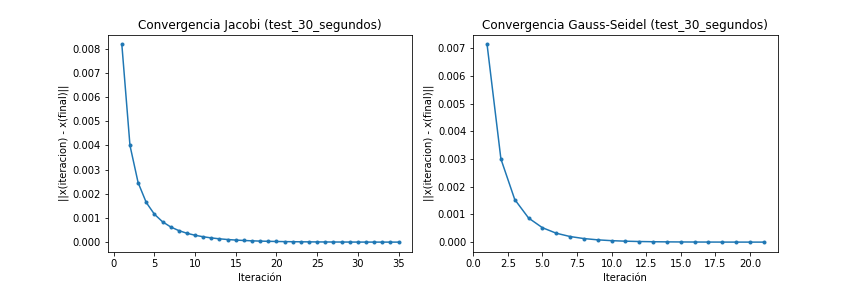 Convergencia Jacobi (test_30_segundos)
||x(iteracion) - x(final)||
0.008
0.007
0.006
0.005
0.004
0.003
0.002
0.001
0.000
0 5 10 15 20 25 30 35
Iteración
Convergencia Gauss-Seidel (test_30_segundos)
||x(iteracion) - x(final)||
0.007
0.006
0.005
0.004
0.003
0.002
0.001
0.000
0.0 2.5 5.0 7.5 10.0 12.5 15.0 17.5 20.0
Iteración